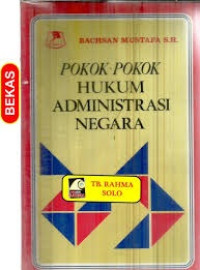 BEKAS
BACHSAN MUSTAFA S.H.
POKOK-POKOK
HUKUM
ADMINISTRASI
NEGARA
TB. RAHMA
SOLO